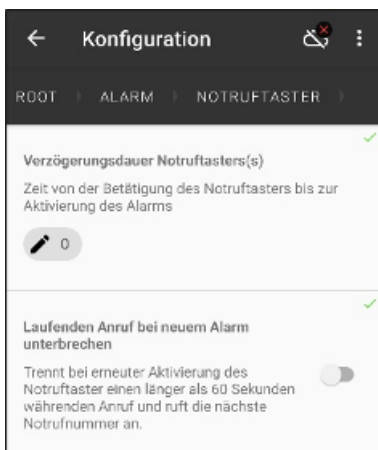 Konfiguration
ROOT ALARM NOTRUFTASTER
Verzögerungsdauer Notruftasters(s)
Zeit von der Betätigung des Notruftasters bis zur
Aktivierung des Alarms
0
Laufenden Anruf bei neuem Alarm
unterbrechen
Trennt bei erneuter Aktivierung des
Notruftaster einen länger als 60 Sekunden
währenden Anruf und ruft die nächste
Notrufnummer an.